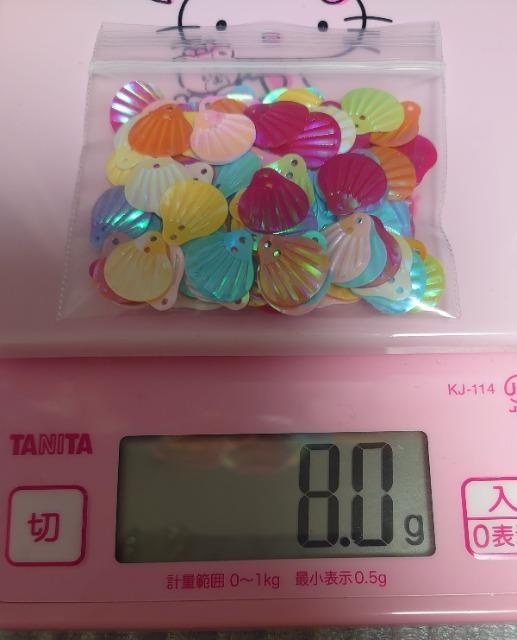 KJ-114
TANITA
8.0g
切
入
0表
計量範囲 0～1kg 最小表示0.5g